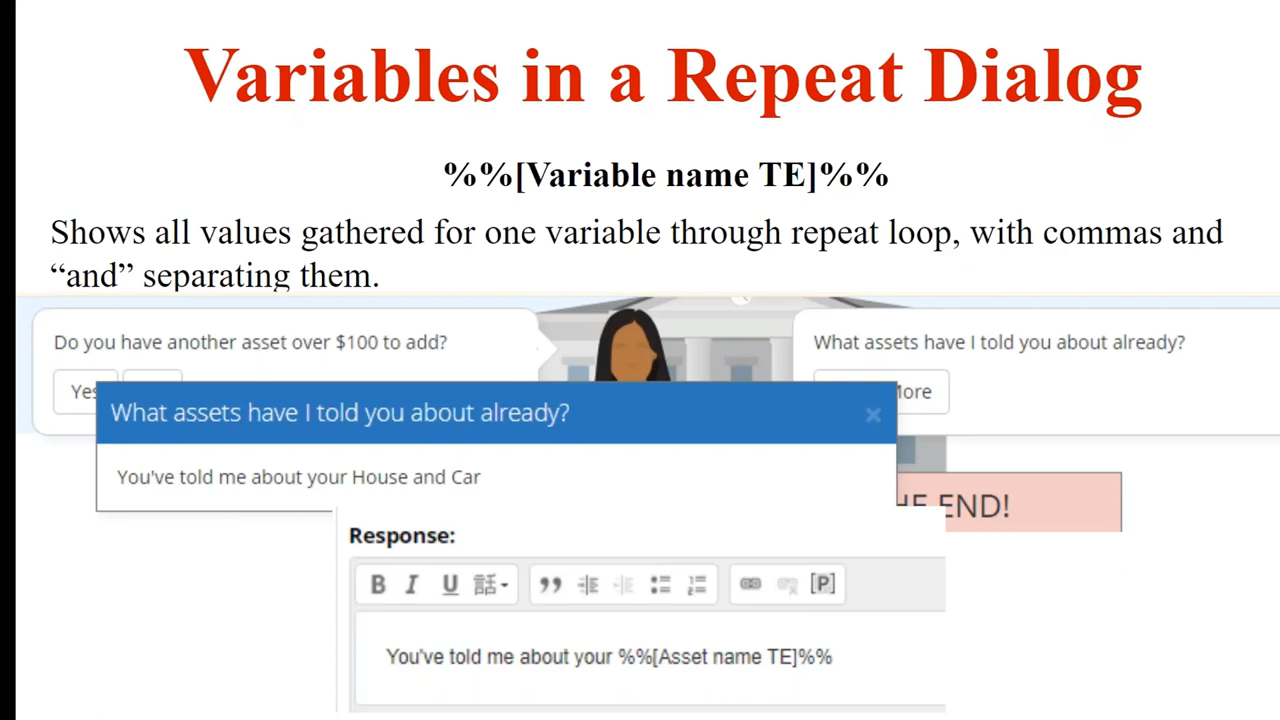 Variables in a Repeat Dialog
%%[Variable name TE]%%
Shows all values gathered for one variable through repeat loop, with commas and
“and” separating them.
Do you have another asset over $100 to add?
What assets have I told you about already?
Yes
What assets have I told you about already?
×
You've told me about your House and Car
END!
Response:
B I U 話
[P]
You've told me about your %%[Asset name TE]%%